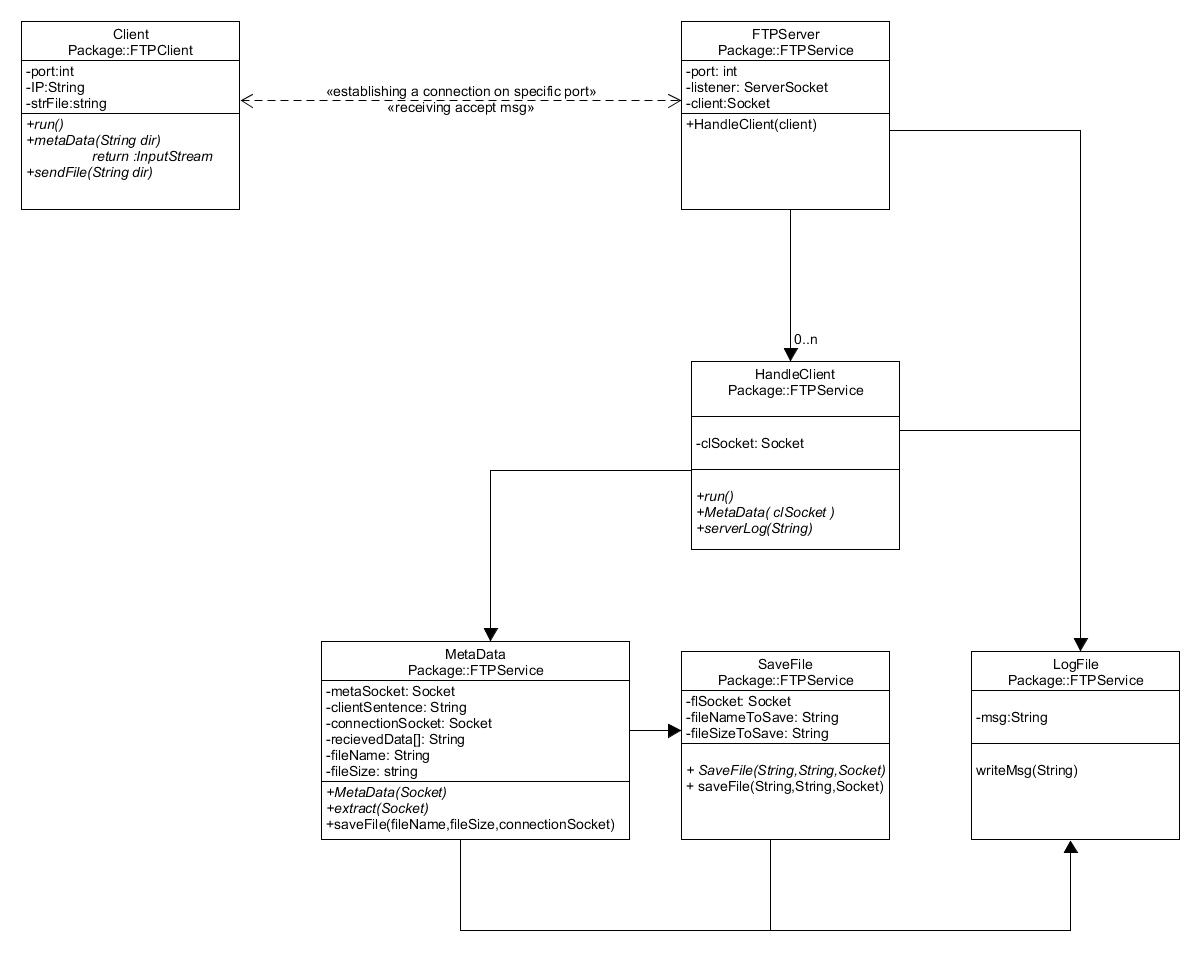 Client
Package::FTPClient
-port:int
-IP:String
-strFile:string
+run()
+metaData(String dir)
return :InputStream
+sendFile(String dir)
«establishing a connection on specific port»
«receiving accept msg»
FTPServer
Package::FTPService
-port: int
-listener: ServerSocket
-client:Socket
+HandleClient(client)
0..n
HandleClient
Package::FTPService
-clSocket: Socket
+run()
+MetaData( clSocket )
+serverLog(String)
MetaData
Package::FTPService
-metaSocket: Socket
-clientSentence: String
-connectionSocket: Socket
-recievedData[]: String
-fileName: String
-fileSize: string
+MetaData(Socket)
+extract(Socket)
+saveFile(fileName,fileSize,connectionSocket)
SaveFile
Package::FTPService
-flSocket: Socket
-fileNameToSave: String
-fileSizeToSave: String
+ SaveFile(String,String,Socket)
+ saveFile(String,String,Socket)
LogFile
Package::FTPService
-msg:String
writeMsg(String)